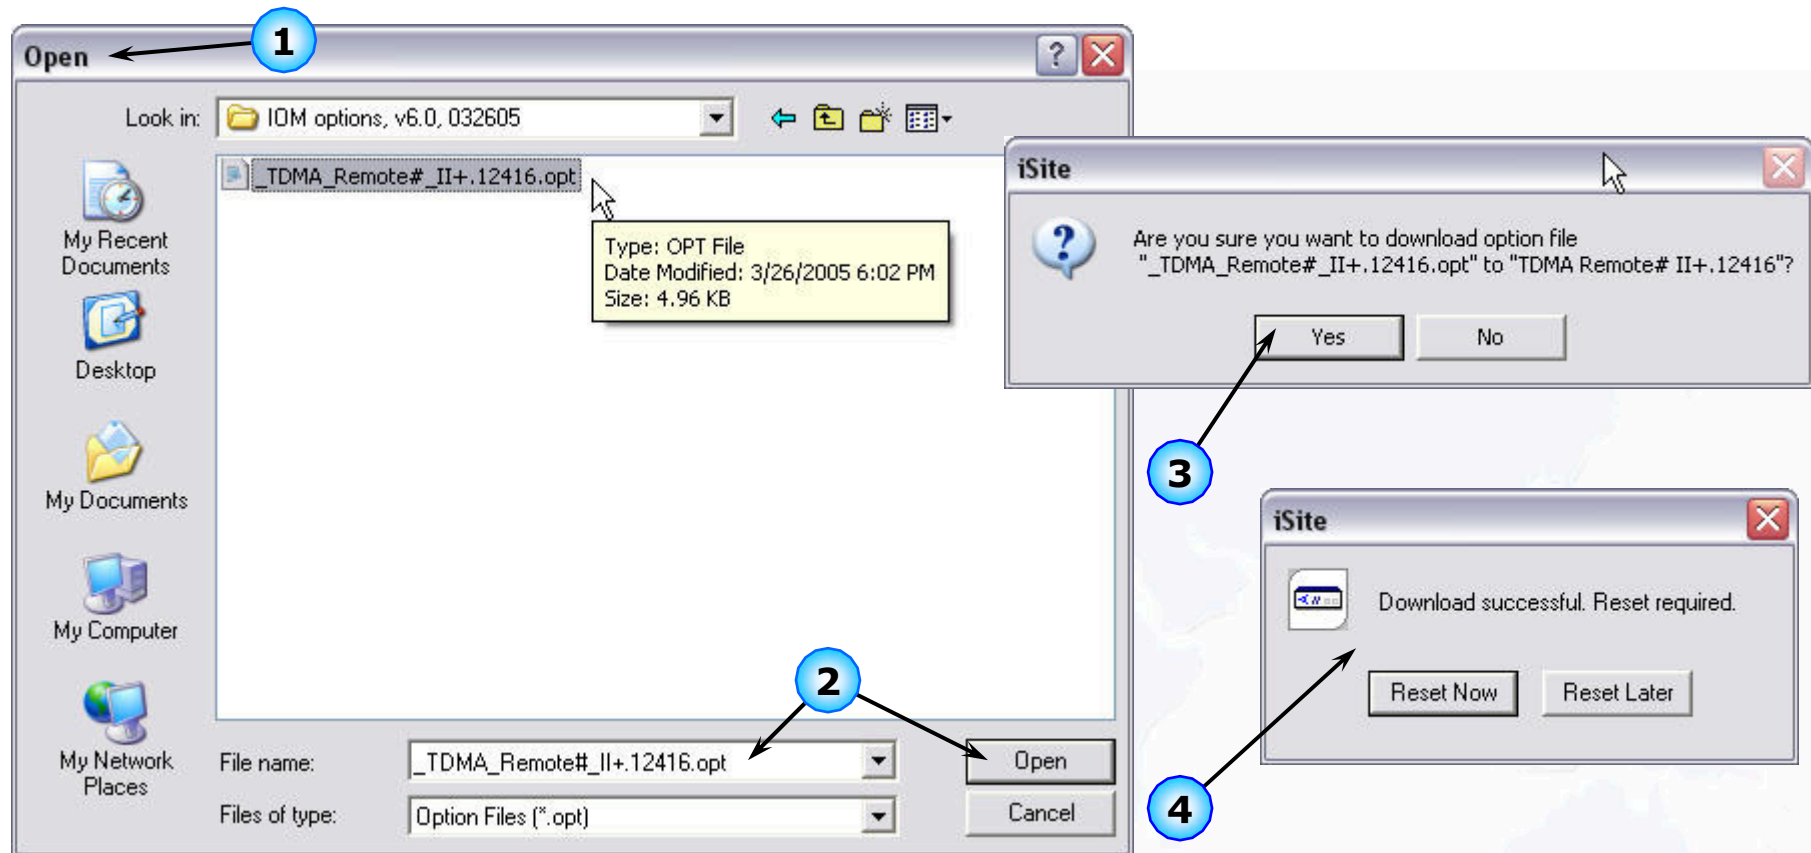 Open
1
?
Look in:
IOM options, v6.0, 032605
_TDMA_Remote#_II+.12416.opt
Type: OPT File
Date Modified: 3/26/2005 6:02 PM
Size: 4.96 KB
My Recent
Documents
Desktop
My Documents
My Computer
My Network
Places
2
File name:
_TDMA_Remote#_II+.12416.opt
Open
Files of type:
Option Files (*.opt)
Cancel
iSite
?
Are you sure you want to download option file
"_TDMA_Remote#_II+.12416.opt" to "TDMA Remote# II+.12416"?
Yes
No
3
iSite
Download successful. Reset required.
Reset Now
Reset Later
4